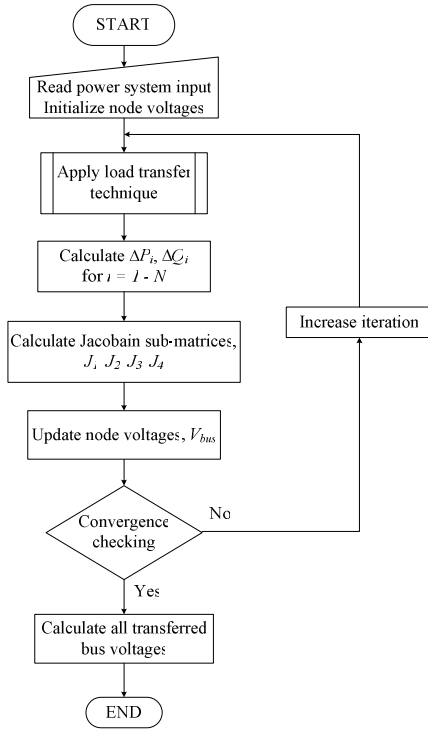 START
Read power system input
Initialize node voltages
Apply load transfer
technique
Calculate ΔPi, ΔQi
for i = 1 - N
Increase iteration
Calculate Jacobain sub-matrices,
J1 J2 J3 J4
Update node voltages, Vbus
No
Convergence
checking
Yes
Calculate all transferred
bus voltages
END